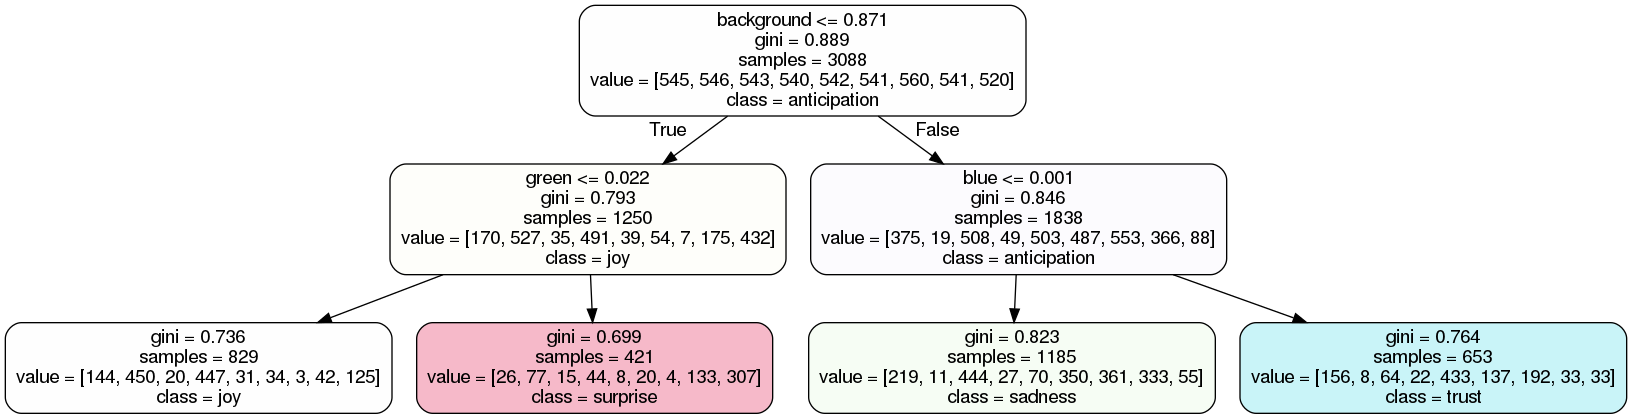 background <= 0.871
gini = 0.889
samples = 3088
value = [545, 546, 543, 540, 542, 541, 560, 541, 520]
class = anticipation
True
False
green <= 0.022
gini = 0.793
samples = 1250
value = [170, 527, 35, 491, 39, 54, 7, 175, 432]
class = joy
blue <= 0.001
gini = 0.846
samples = 1838
value = [375, 19, 508, 49, 503, 487, 553, 366, 88]
class = anticipation
gini = 0.736
samples = 829
value = [144, 450, 20, 447, 31, 34, 3, 42, 125]
class = joy
gini = 0.699
samples = 421
value = [26, 77, 15, 44, 8, 20, 4, 133, 307]
class = surprise
gini = 0.823
samples = 1185
value = [219, 11, 444, 27, 70, 350, 361, 333, 55]
class = sadness
gini = 0.764
samples = 653
value = [156, 8, 64, 22, 433, 137, 192, 33, 33]
class = trust